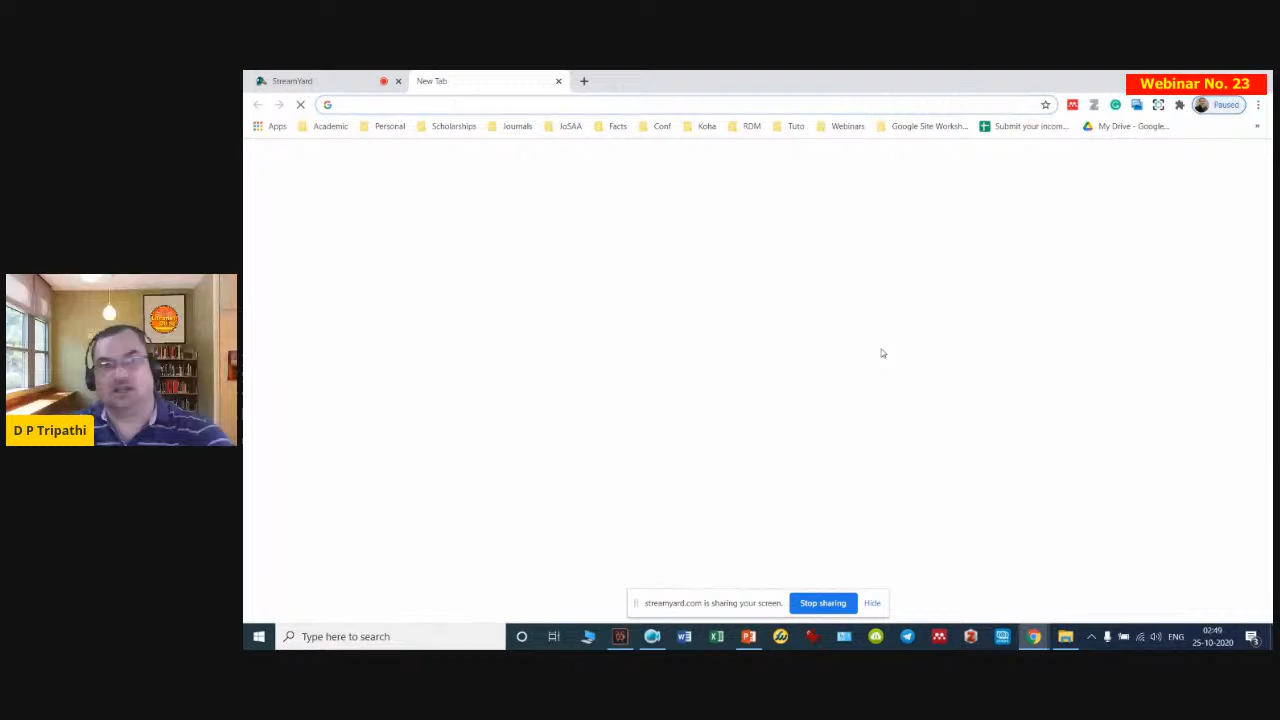 StreamYard
New Tab
Webinar No. 23
Paused
Apps
Academic
Personal
Scholarships
Journals
JoSAA
Facts
Conf
Koha
RDM
Tuto
Webinars
Google Site Worksh...
Submit your incom...
My Drive - Google...
»
D P Tripathi
streamyard.com is sharing your screen.
Stop sharing
Hide
Type here to search
ENG
02:49
25-10-2020